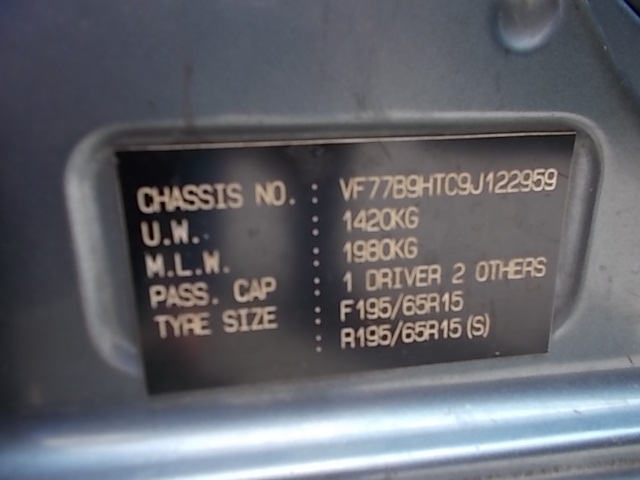 CHASSIS NO. : VF77B9HTC9J122959
U.W. : 1420KG
M.L.W. : 1980KG
PASS. CAP : 1 DRIVER 2 OTHERS
TYRE SIZE : F195/65R15
: R195/65R15 (S)